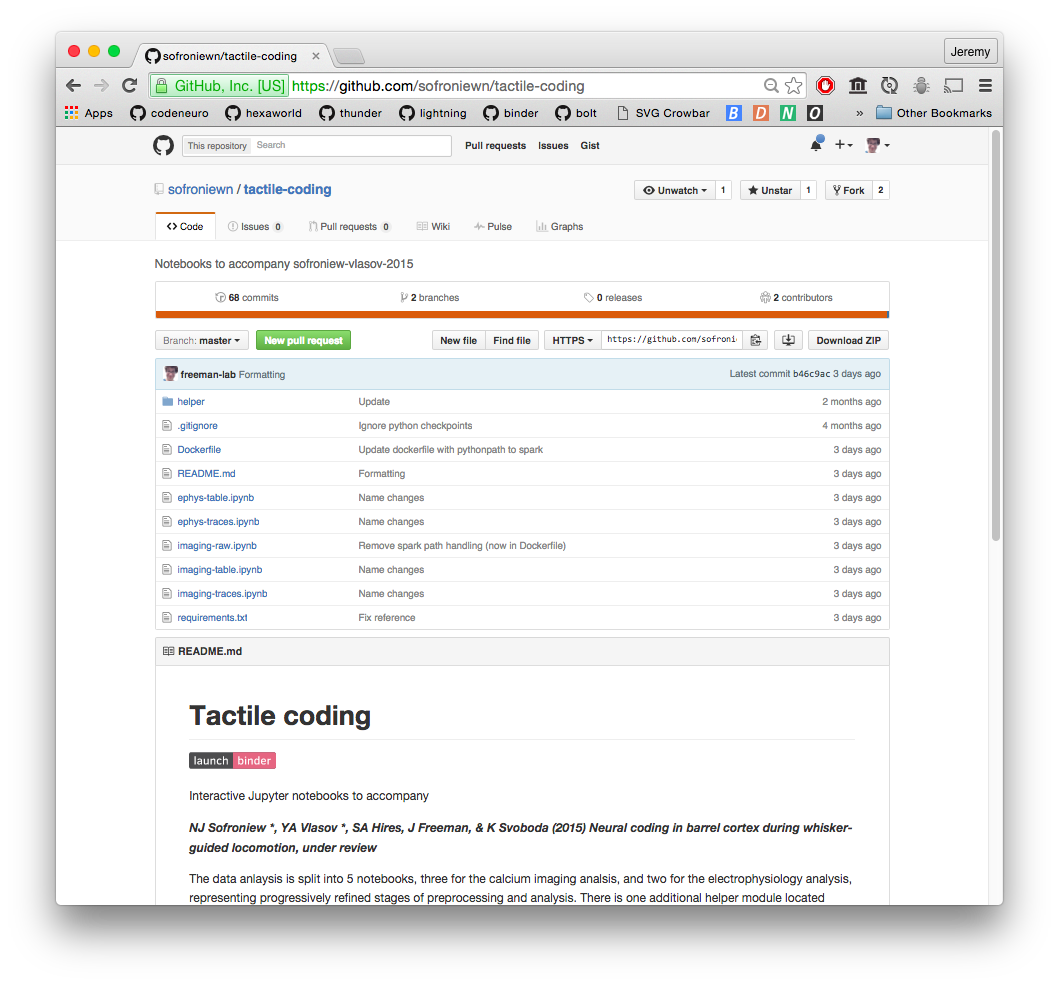 sofroniewn/tactile-coding
Jeremy
GitHub, Inc. [US] https://github.com/sofroniewn/tactile-coding
Apps codeneuro hexaworld thunder lightning binder bolt SVG Crowbar B D N O » Other Bookmarks
This repository Search Pull requests Issues Gist
sofroniewn / tactile-coding Unwatch 1 Unstar 1 Fork 2
Code Issues 0 Pull requests 0 Wiki Pulse Graphs
Notebooks to accompany sofroniew-vlasov-2015
68 commits 2 branches 0 releases 2 contributors
Branch: master New pull request New file Find file HTTPS https://github.com/sofroni Download ZIP
freeman-lab Formatting Latest commit b46c9ac 3 days ago
helper Update 2 months ago
.gitignore Ignore python checkpoints 4 months ago
Dockerfile Update dockerfile with pythonpath to spark 3 days ago
README.md Formatting 3 days ago
ephys-table.ipynb Name changes 3 days ago
ephys-traces.ipynb Name changes 3 days ago
imaging-raw.ipynb Remove spark path handling (now in Dockerfile) 3 days ago
imaging-table.ipynb Name changes 3 days ago
imaging-traces.ipynb Name changes 3 days ago
requirements.txt Fix reference 3 days ago
README.md
Tactile coding
launch binder
Interactive Jupyter notebooks to accompany
NJ Sofroniew *, YA Vlasov *, SA Hires, J Freeman, & K Svoboda (2015) Neural coding in barrel cortex during whisker-
guided locomotion, under review
The data anlaysis is split into 5 notebooks, three for the calcium imaging analsis, and two for the electrophysiology analysis,
representing progressively refined stages of preprocessing and analysis. There is one additional helper module located